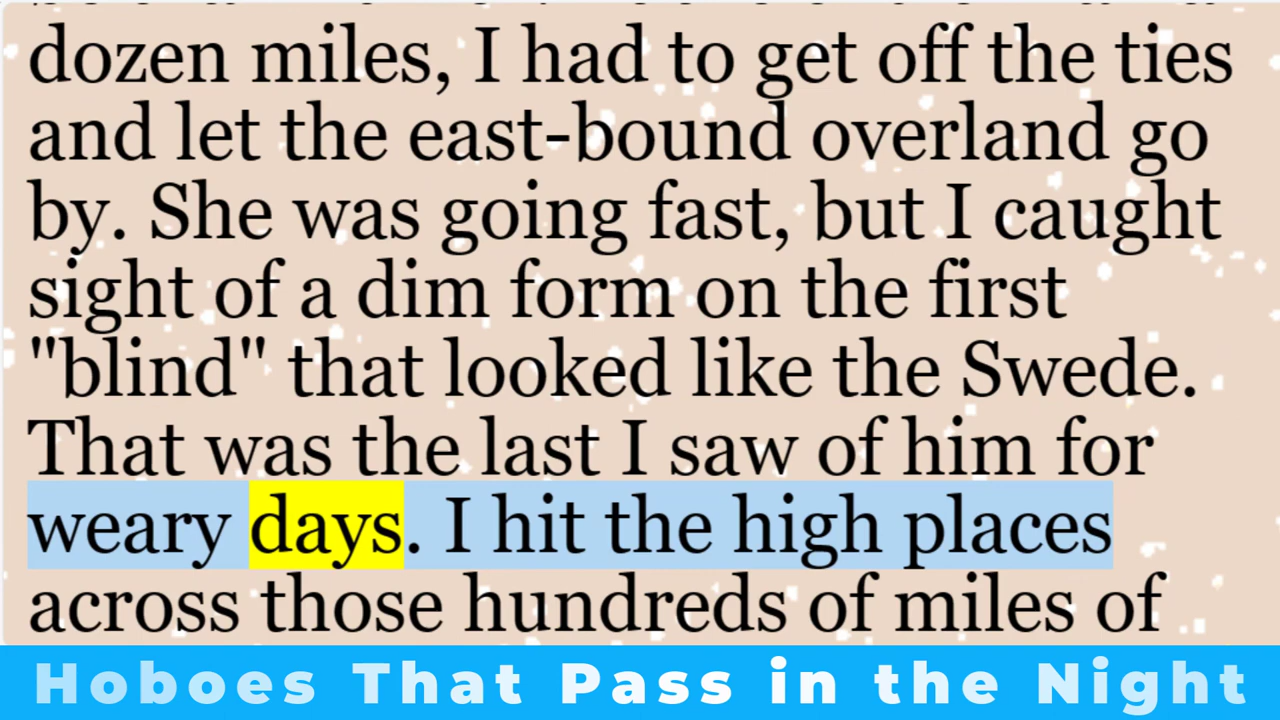 dozen miles, I had to get off the ties
and let the east-bound overland go
by. She was going fast, but I caught
sight of a dim form on the first
"blind" that looked like the Swede.
That was the last I saw of him for
weary days. I hit the high places
across those hundreds of miles of
Hoboes That Pass in the Night